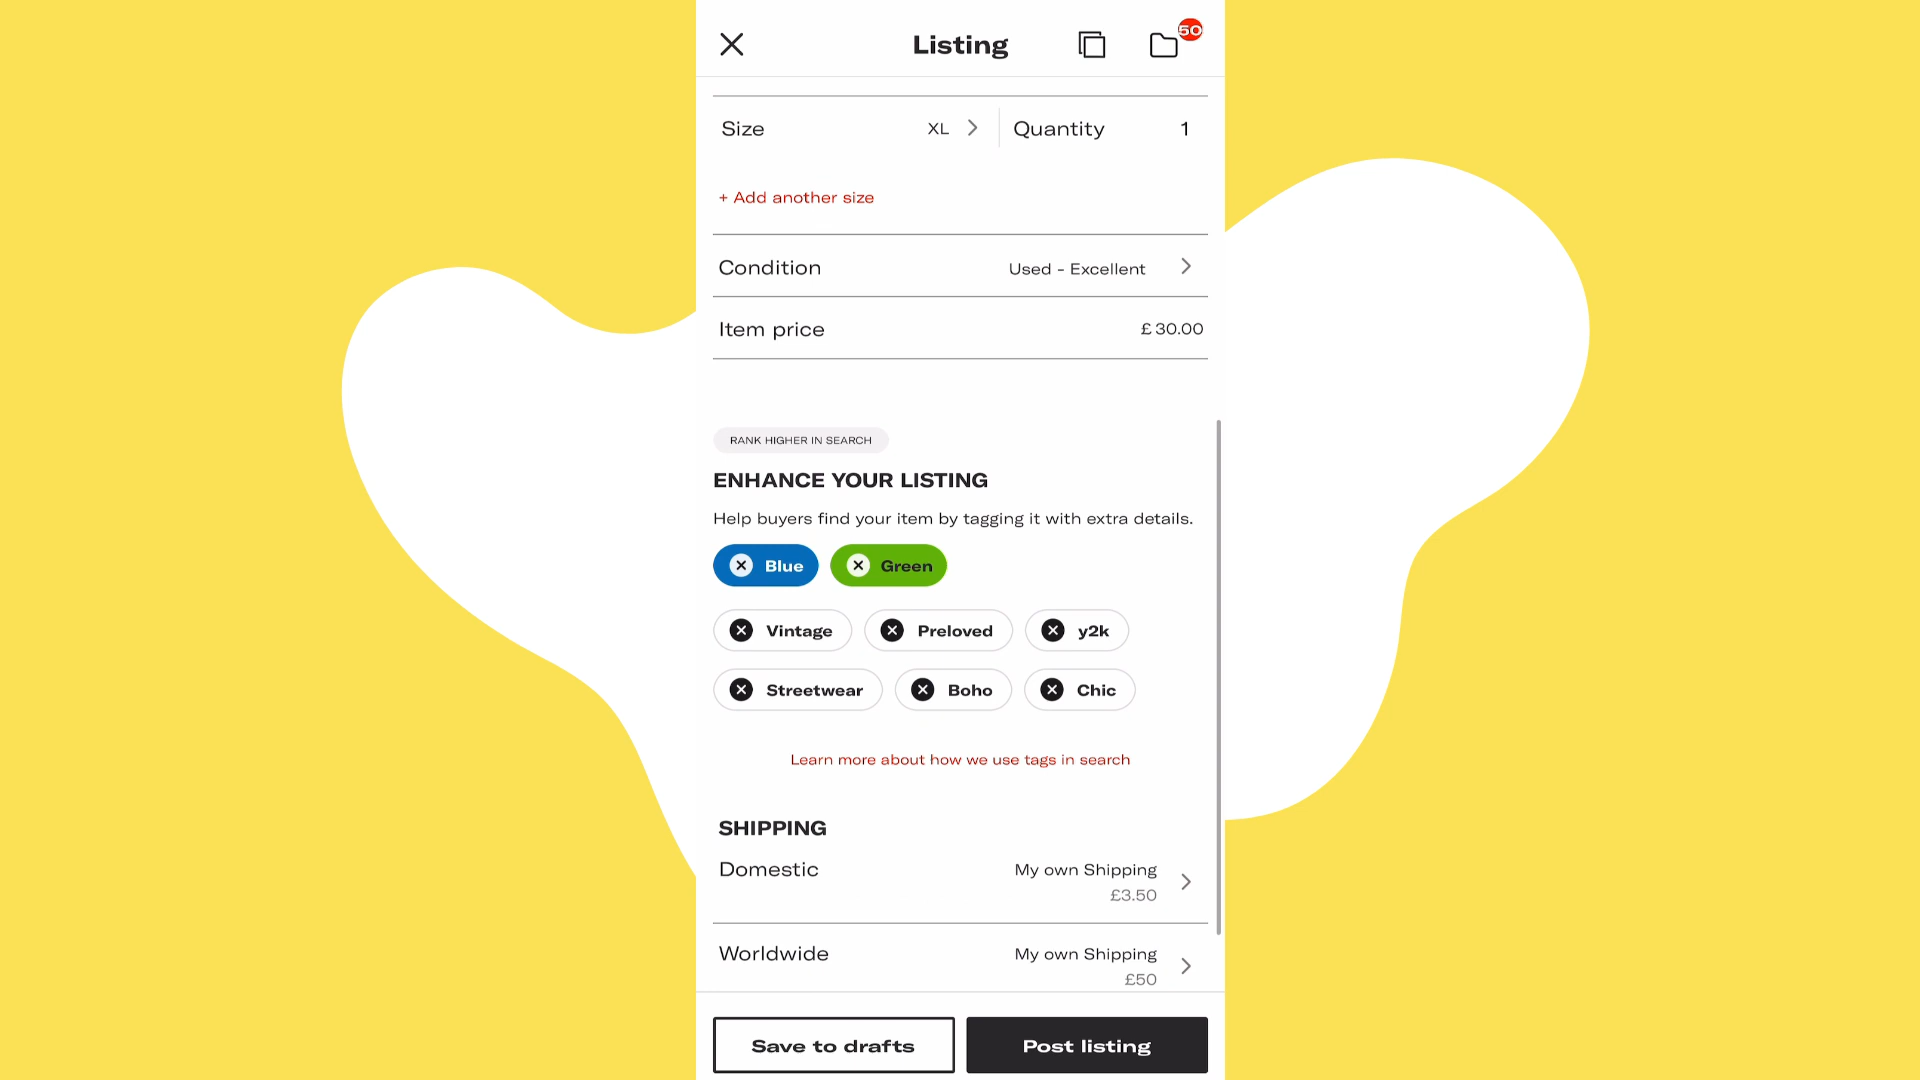 Listing
50
Size XL Quantity 1
+ Add another size
Condition Used - Excellent
Item price £30.00
RANK HIGHER IN SEARCH
ENHANCE YOUR LISTING
Help buyers find your item by tagging it with extra details.
Blue Green
Vintage Preloved y2k
Streetwear Boho Chic
Learn more about how we use tags in search
SHIPPING
Domestic My own Shipping
£3.50
Worldwide My own Shipping
£50
Save to drafts Post listing